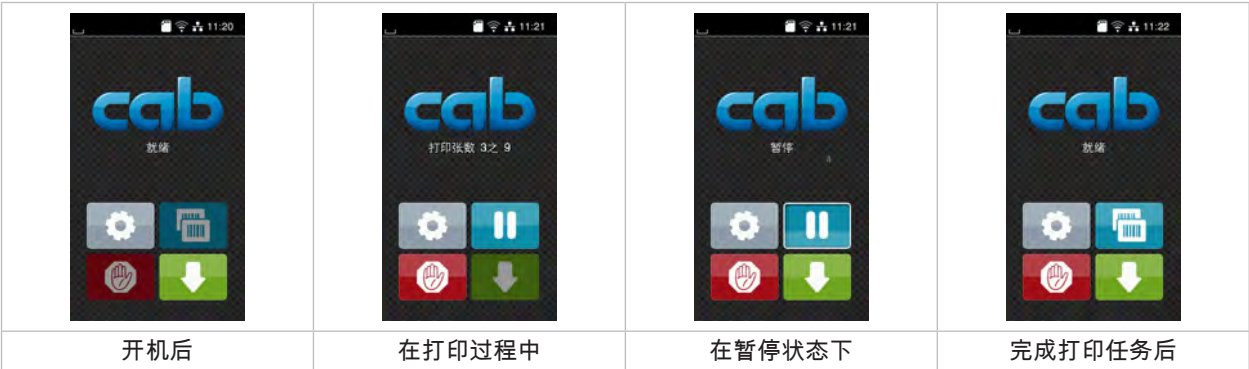 11:20
cab
就绪
开机后
11:21
cab
打印张数 3之 9
在打印过程中
11:21
cab
暂停
在暂停状态下
11:22
cab
就绪
完成打印任务后